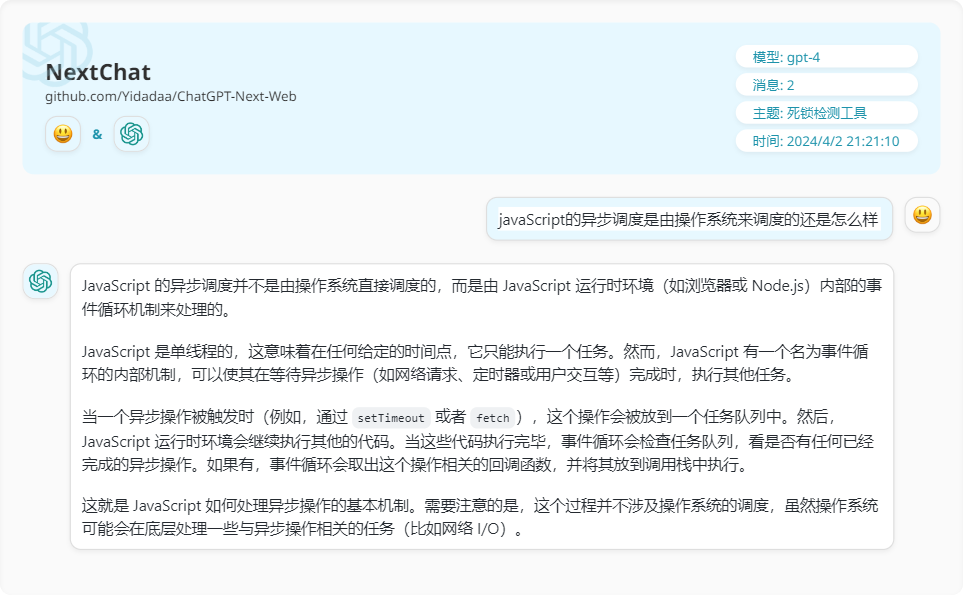 NextChat
github.com/Yidadaa/ChatGPT-Next-Web
&
模型: gpt-4
消息: 2
主题: 死锁检测工具
时间: 2024/4/2 21:21:10
javaScript的异步调度是由操作系统来调度的还是怎么样
JavaScript 的异步调度并不是由操作系统直接调度的，而是由 JavaScript 运行时环境（如浏览器或 Node.js）内部的事
件循环机制来处理的。
JavaScript 是单线程的，这意味着在任何给定的时间点，它只能执行一个任务。然而，JavaScript 有一个名为事件循
环的内部机制，可以使其在等待异步操作（如网络请求、定时器或用户交互等）完成时，执行其他任务。
当一个异步操作被触发时（例如，通过 setTimeout 或者 fetch ），这个操作会被放到一个任务队列中。然后，
JavaScript 运行时环境会继续执行其他的代码。当这些代码执行完毕，事件循环会检查任务队列，看是否有任何已经
完成的异步操作。如果有，事件循环会取出这个操作相关的回调函数，并将其放到调用栈中执行。
这就是 JavaScript 如何处理异步操作的基本机制。需要注意的是，这个过程并不涉及操作系统的调度，虽然操作系统
可能会在底层处理一些与异步操作相关的任务（比如网络 I/O）。